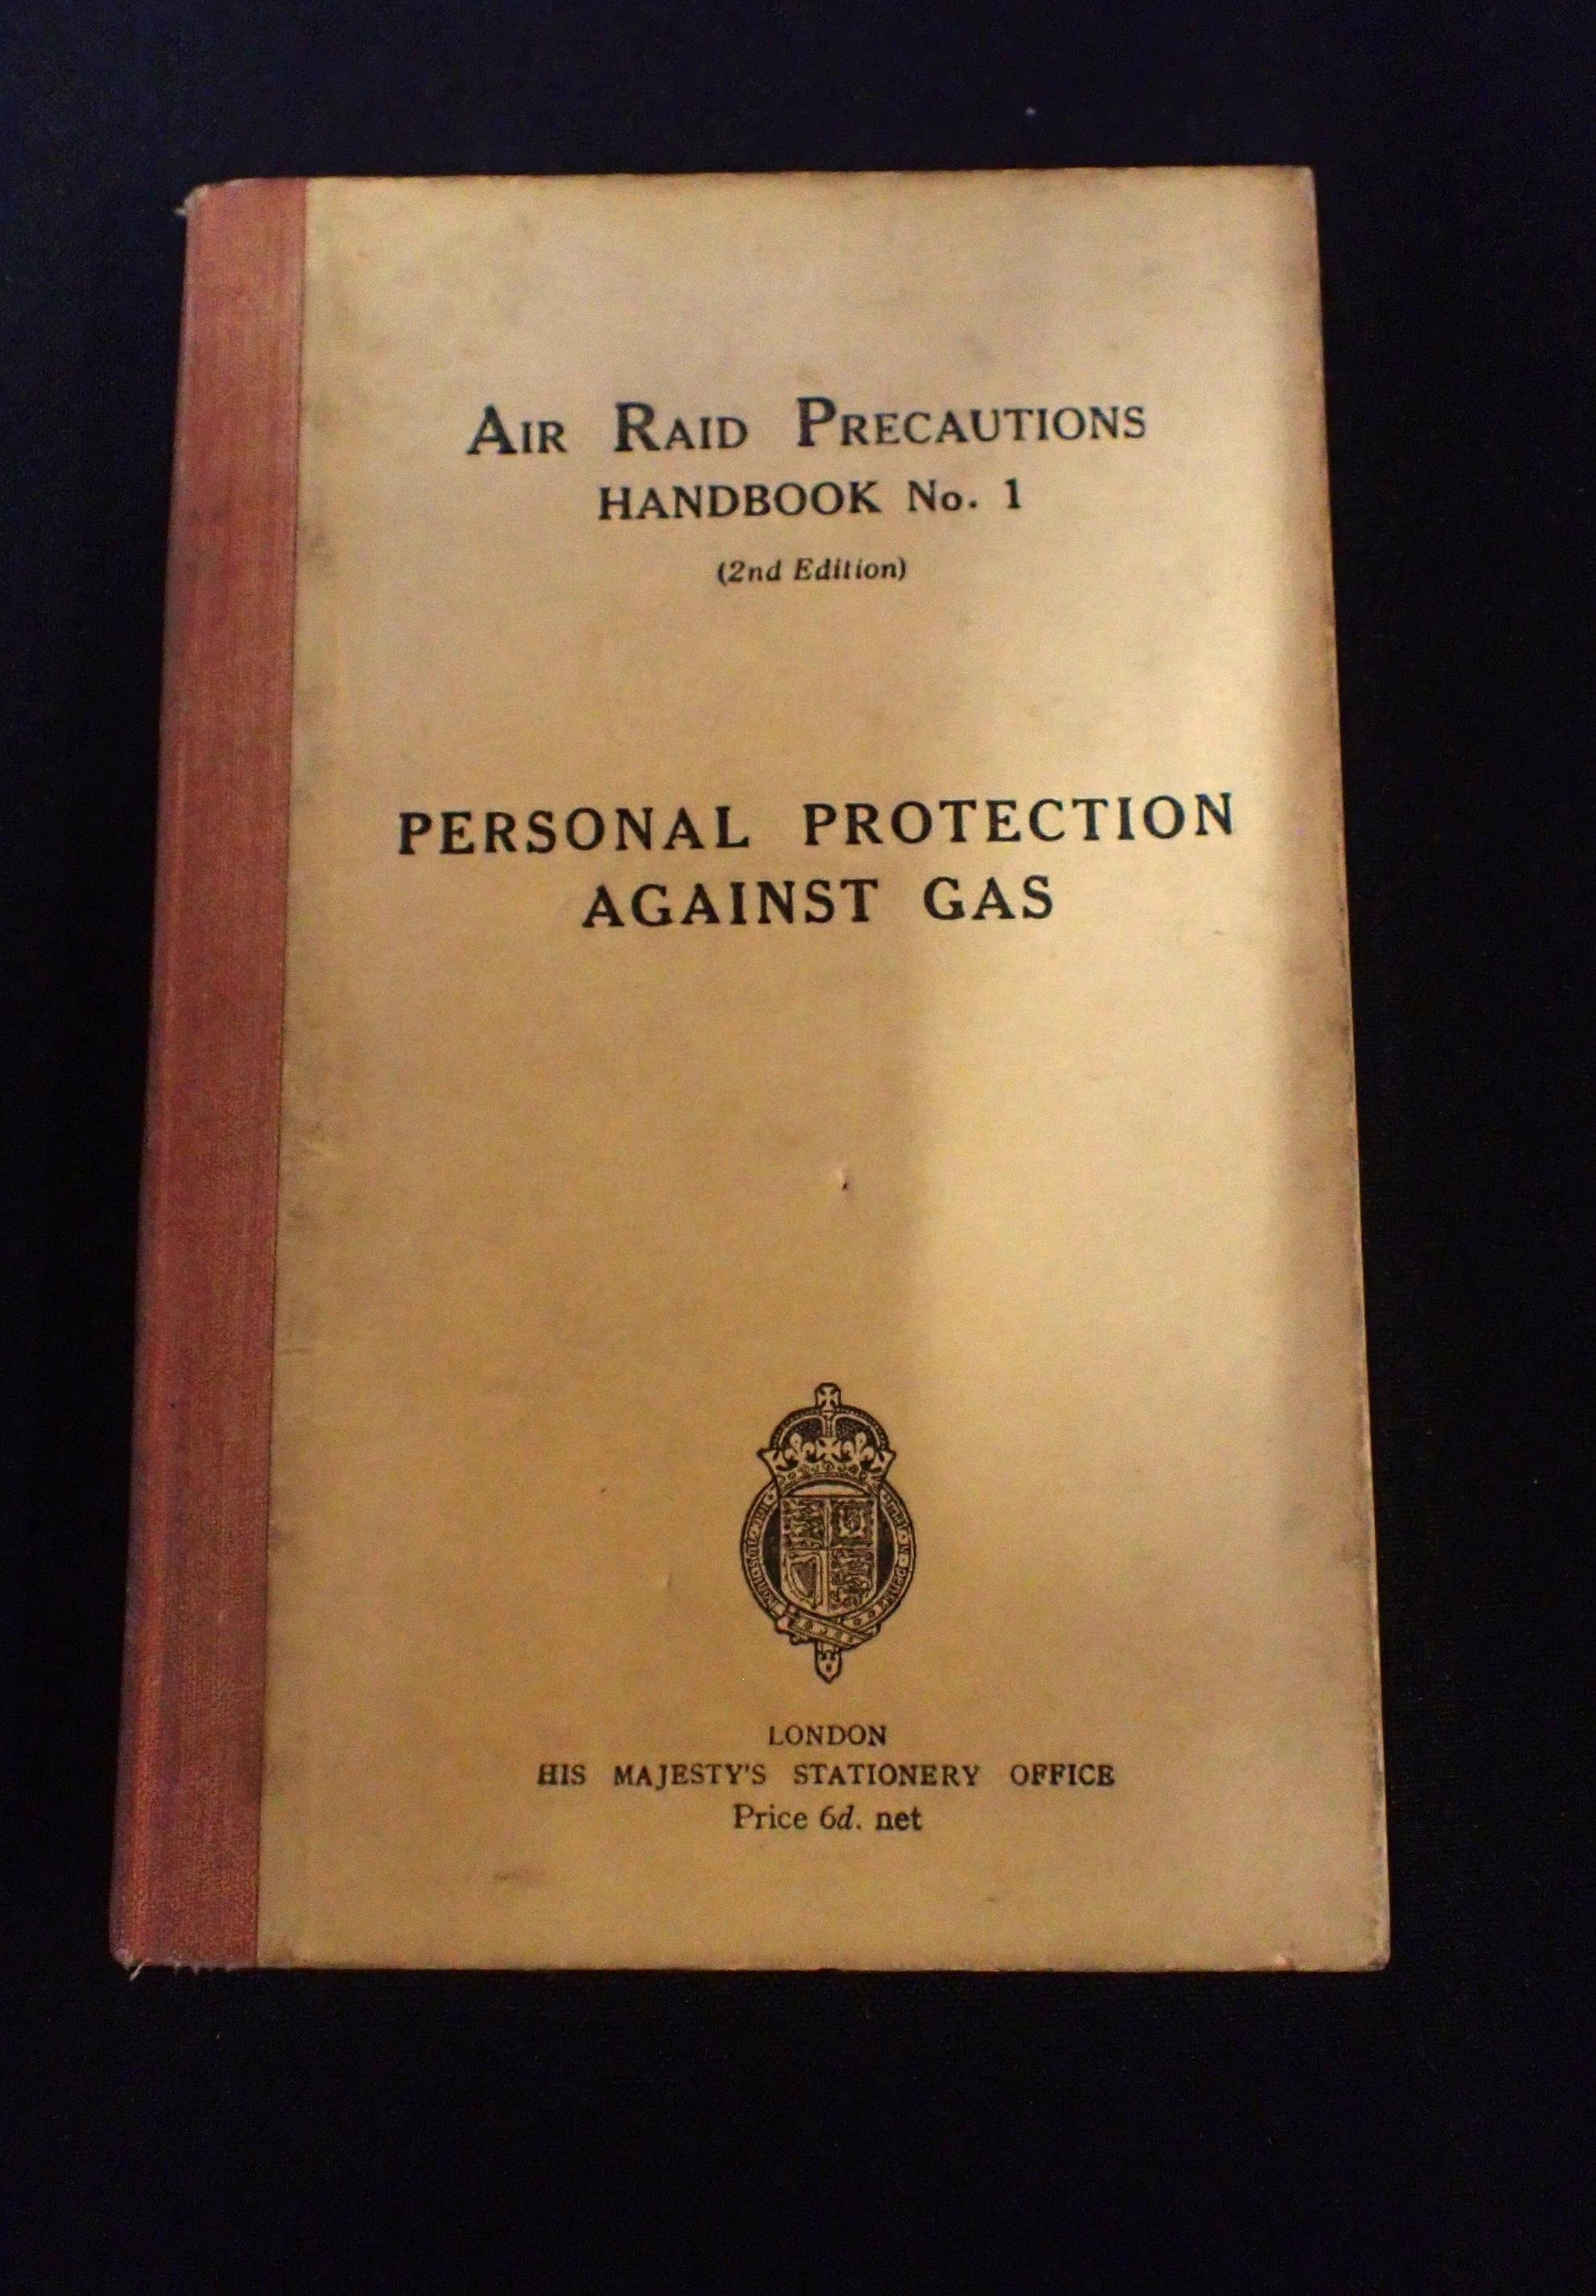 AIR RAID PRECAUTIONS
HANDBOOK No. 1
(2nd Edition)
PERSONAL PROTECTION
AGAINST GAS
LONDON
HIS MAJESTY'S STATIONERY OFFICE
Price 6d. net